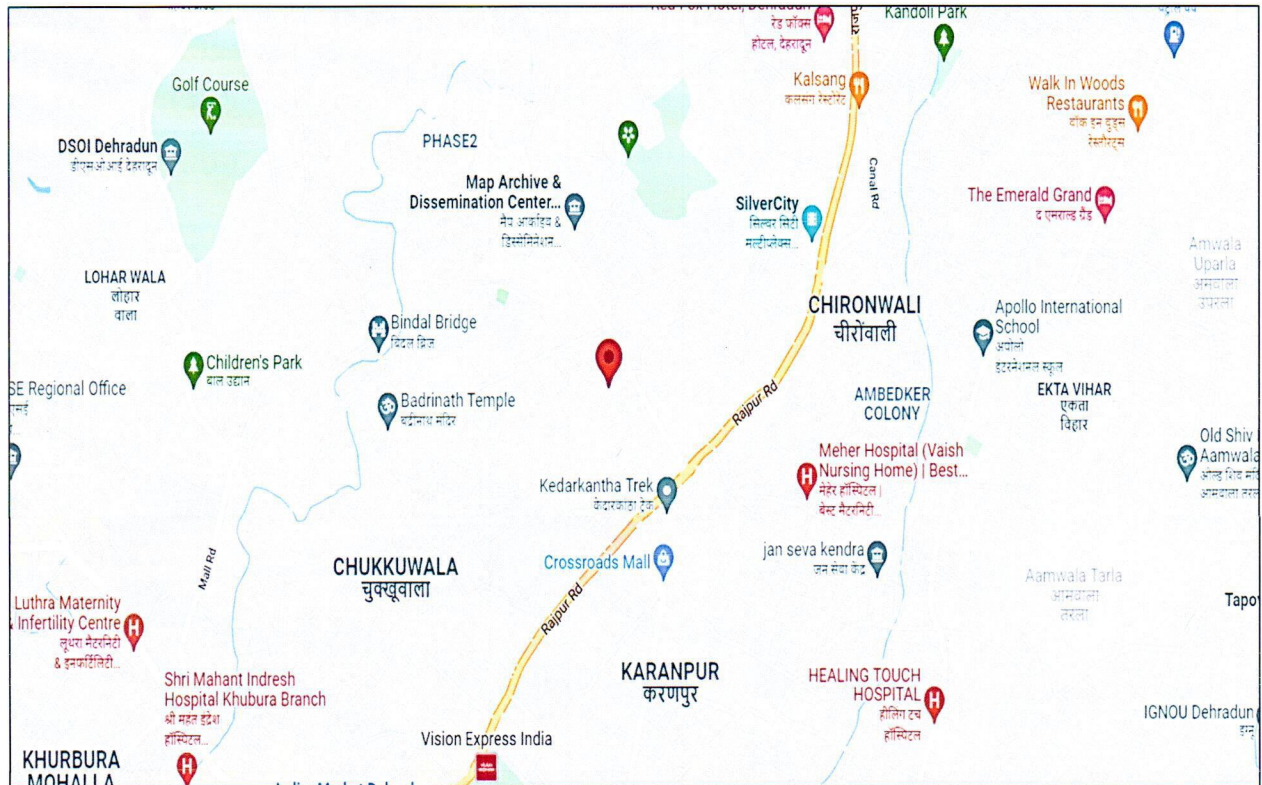 रेड फॉक्स
होटल, देहरादून
Kandoli Park
Golf Course
Kalsang
कलसंग रेस्टोरेंट
Walk In Woods
Restaurants
वॉक इन वुड्स
रेस्तौरंट्स
DSOI Dehradun
डीएसओआई देहरादून
PHASE2
Map Archive &
Dissemination Center...
मैप आर्काइव &
डिस्सेमिनेशन...
Canal Rd
SilverCity
सिल्वर सिटी
मल्टीप्लेक्स...
The Emerald Grand
द एमराल्ड ग्रैंड
Amwala
Uparla
आमवाला
उपरला
LOHAR WALA
लोहार
वाला
CHIRONWALI
चीरोंवाली
Apollo International
School
अपोलो
इंटरनेशनल स्कूल
Bindal Bridge
बिंदल ब्रिज
Children's Park
बाल उद्यान
SE Regional Office
Badrinath Temple
बद्रीनाथ मंदिर
Rajpur Rd
AMBEDKER
COLONY
EKTA VIHAR
एकता
विहार
Meher Hospital (Vaish
Nursing Home) | Best...
मेहेर हॉस्पिटल |
बेस्ट मैटरनिटी...
Old Shiv
Aamwala
ओल्ड शिव
आमवाला
Kedarkantha Trek
केदारकांठा ट्रेक
Crossroads Mall
jan seva kendra
जन सेवा केंद्र
CHUKKUWALA
चुक्खूवाला
Mall Rd
Aamwala Tarla
आमवाला
तरला
Rajpur Rd
Luthra Maternity
& Infertility Centre
लूथरा मैटरनिटी
& इनफर्टिलिटी...
KARANPUR
करणपुर
HEALING TOUCH
HOSPITAL
हीलिंग टच
हॉस्पिटल
Shri Mahant Indresh
Hospital Khubura Branch
श्री महंत इंद्रेश
हॉस्पिटल...
IGNOU Dehradun
Vision Express India
KHURBURA
MOHALLA